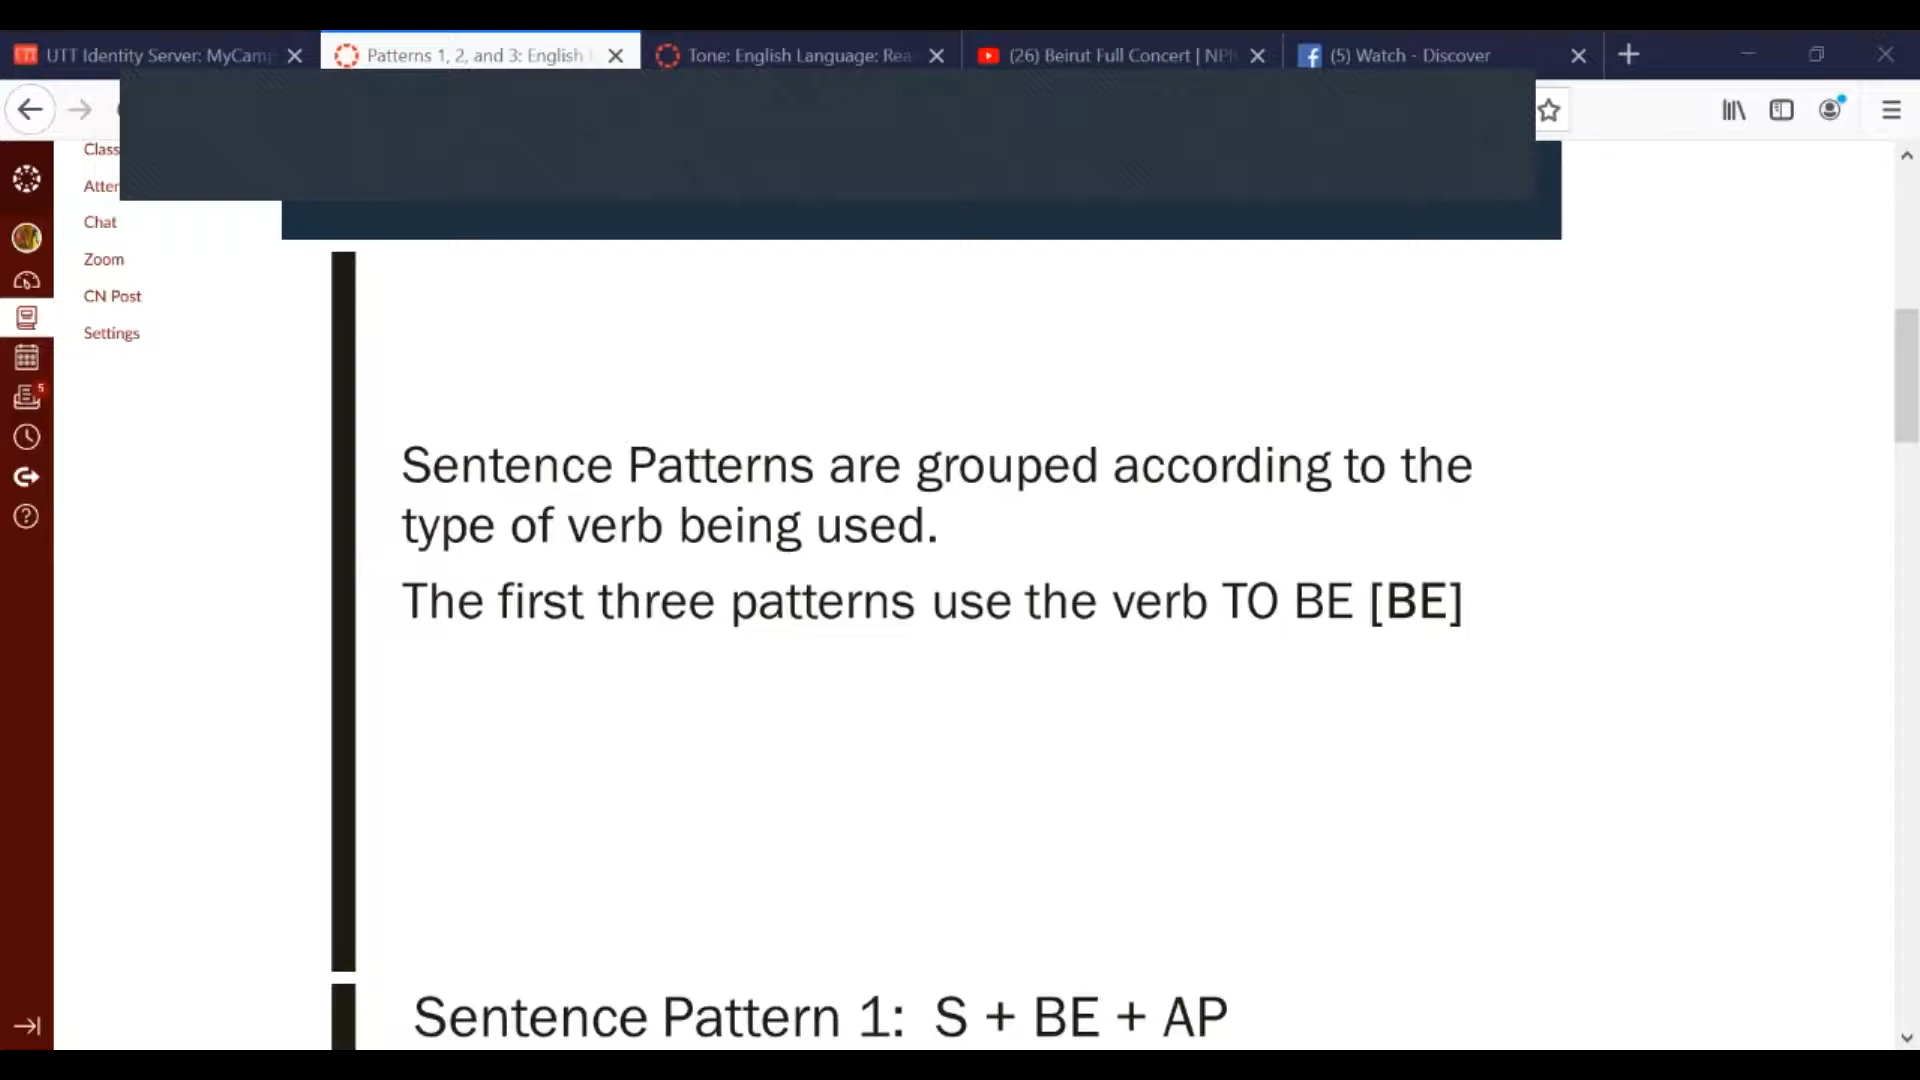 UTT Identity Server: MyCam
Patterns 1, 2, and 3: English
Tone: English Language: Rea
(26) Beirut Full Concert | NP
(5) Watch - Discover
Class
Atten
Chat
Zoom
CN Post
Settings
5
Sentence Patterns are grouped according to the
type of verb being used.
The first three patterns use the verb TO BE [BE]
Sentence Pattern 1: S + BE + AP